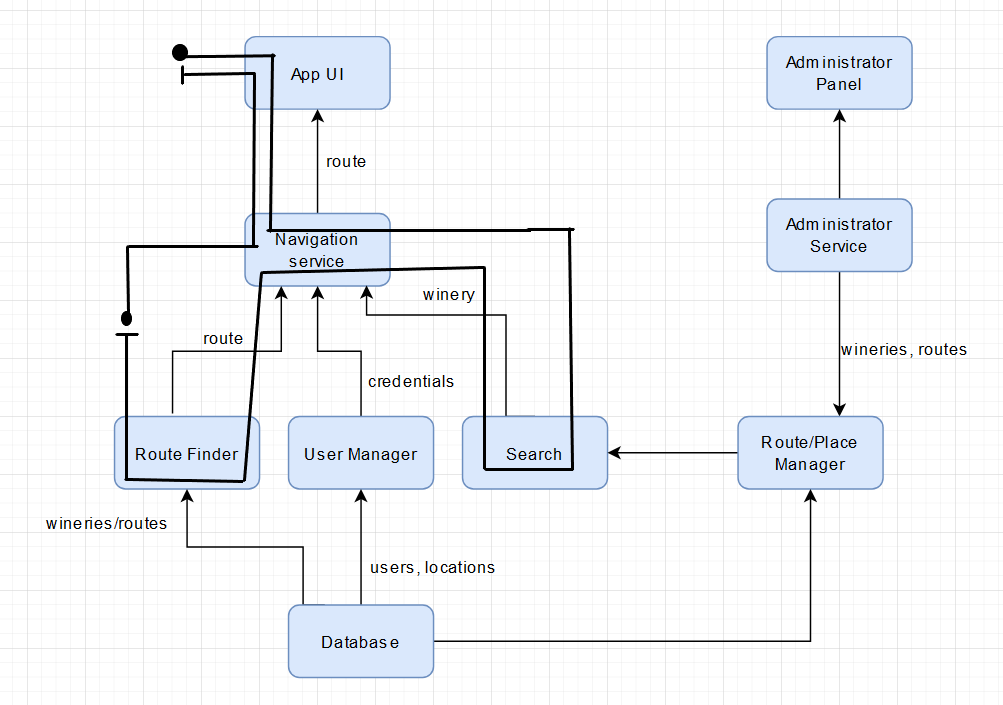 App UI
Administrator
Panel
route
Navigation
service
Administrator
Service
winery
route
wineries, routes
credentials
Route Finder
User Manager
Search
Route/Place
Manager
wineries/routes
users, locations
Database